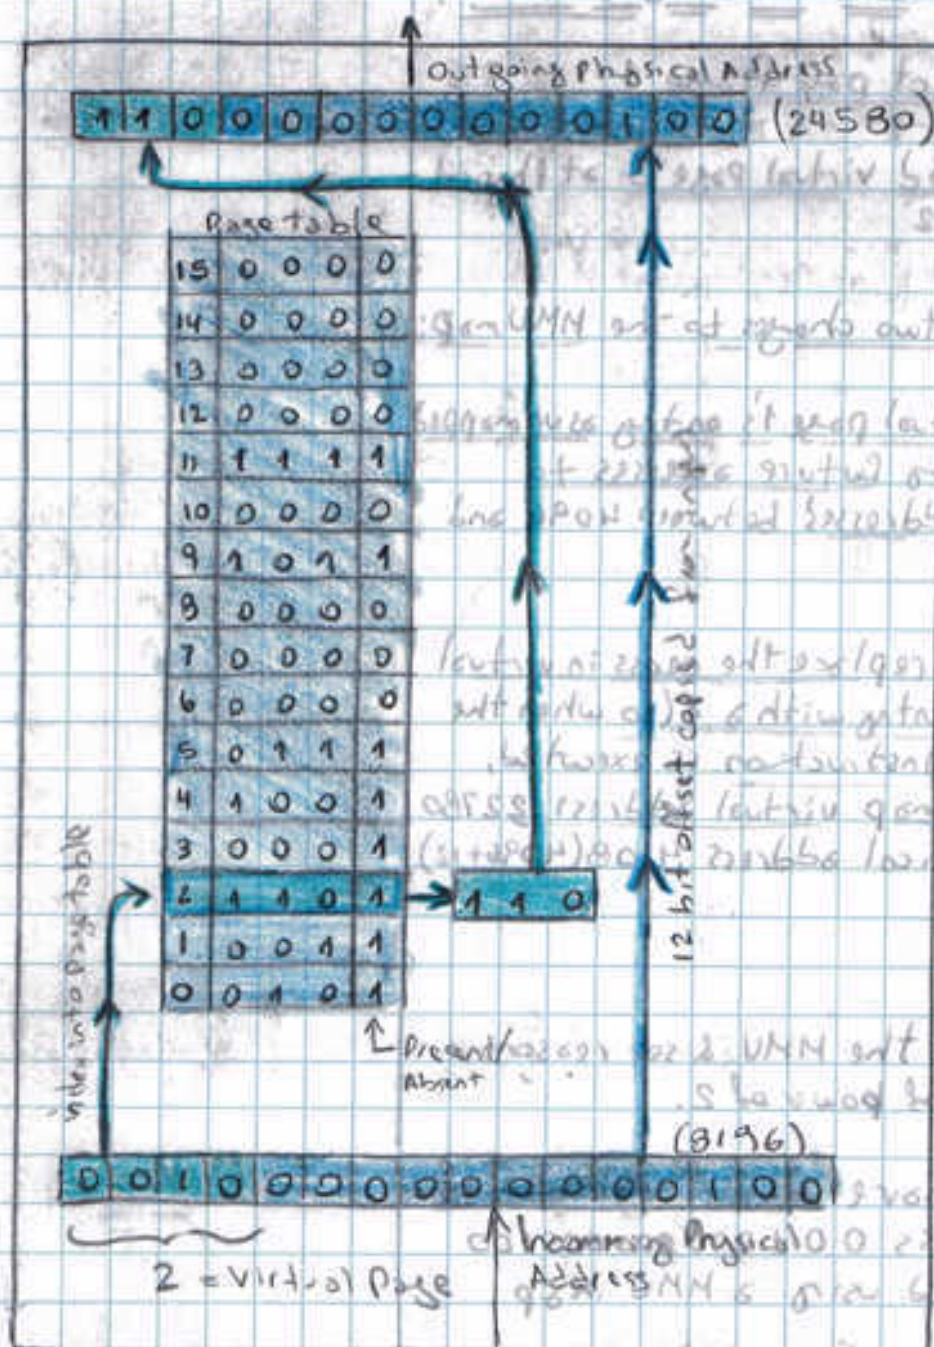 Outgoing Physical Address
1 1 0 0 0 0 0 0 0 0 0 1 0 0 (24580)
Page table
15 0 0 0 0
14 0 0 0 0
13 0 0 0 0
12 0 0 0 0
11 1 1 1 1
10 0 0 0 0
9 1 0 1 1
8 0 0 0 0
7 0 0 0 0
6 0 0 0 0
5 0 1 1 1
4 1 0 0 1
3 0 0 0 1
2 1 1 0 1
1 1 0
1 0 0 1 1
0 0 1 0 1
Present/
Absent
index into page table
12 bit offset copied from input
(8196)
0 0 1 0 0 0 0 0 0 0 0 0 0 1 0 0
Incomming Physical
Address
2 = Virtual Page